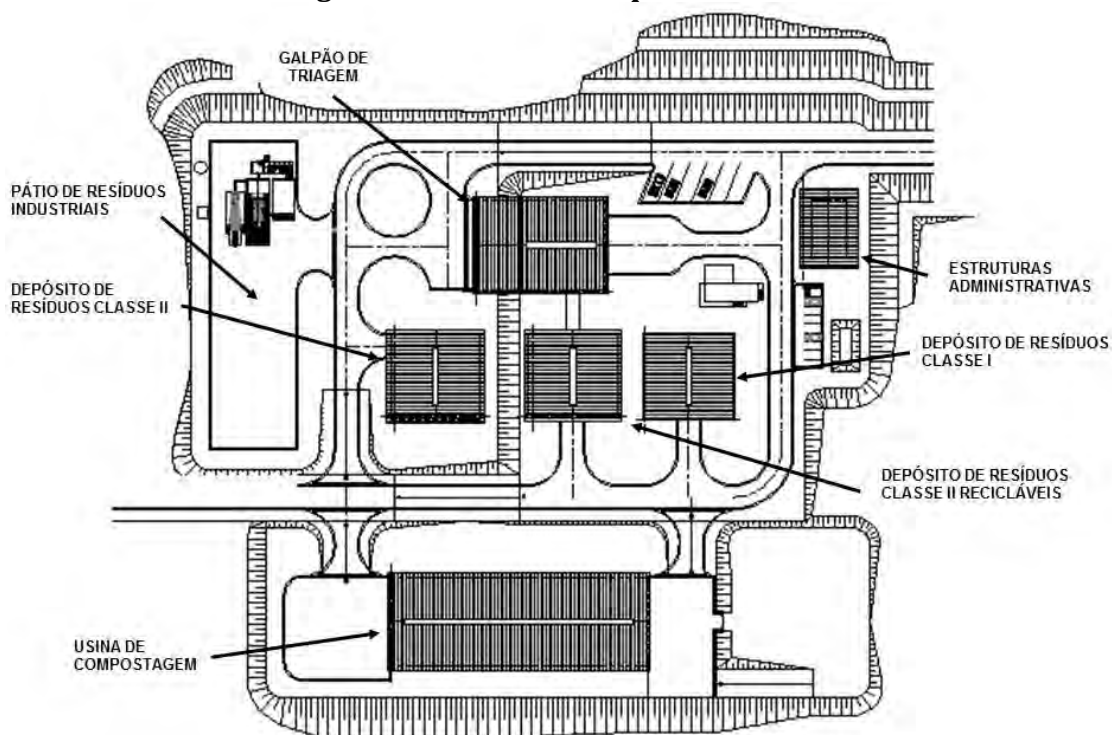 GALPÃO DE
TRIAGEM
PÁTIO DE RESÍDUOS
INDUSTRIAIS
DEPÓSITO DE
RESÍDUOS CLASSE II
ESTRUTURAS
ADMINISTRATIVAS
DEPÓSITO DE RESÍDUOS
CLASSE I
DEPÓSITO DE RESÍDUOS
CLASSE II RECICLÁVEIS
USINA DE
COMPOSTAGEM